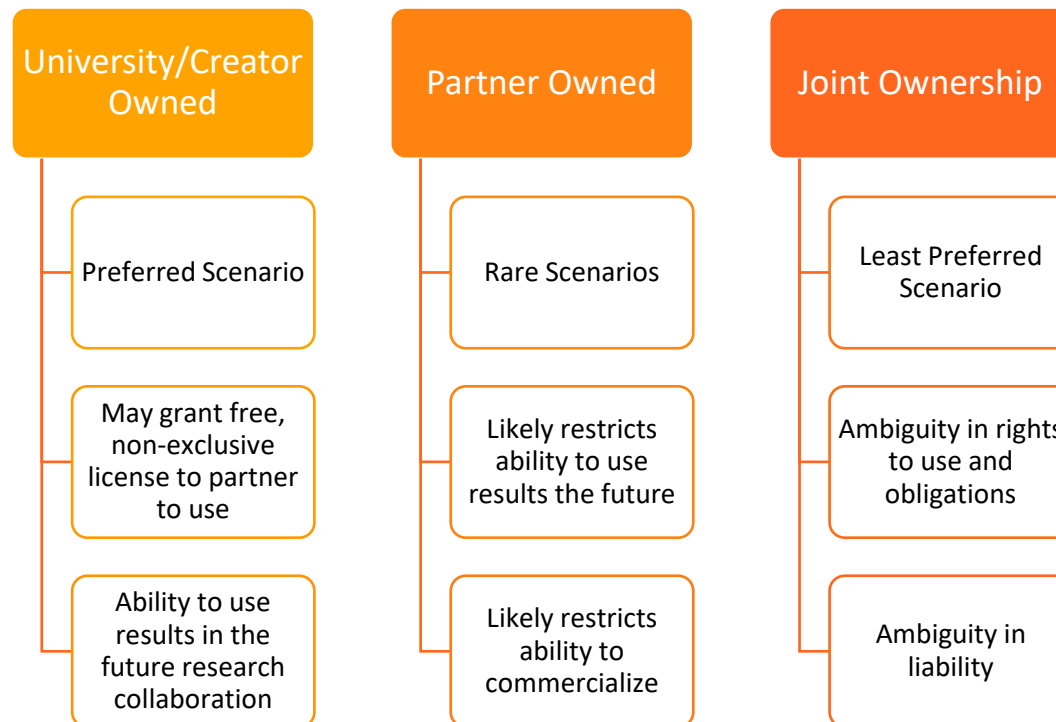 University/Creator
Owned
Preferred Scenario
May grant free,
non-exclusive
license to partner
to use
Ability to use
results in the
future research
collaboration
Partner Owned
Rare Scenarios
Likely restricts
ability to use
results the future
Likely restricts
ability to
commercialize
Joint Ownership
Least Preferred
Scenario
Ambiguity in rights
to use and
obligations
Ambiguity in
liability